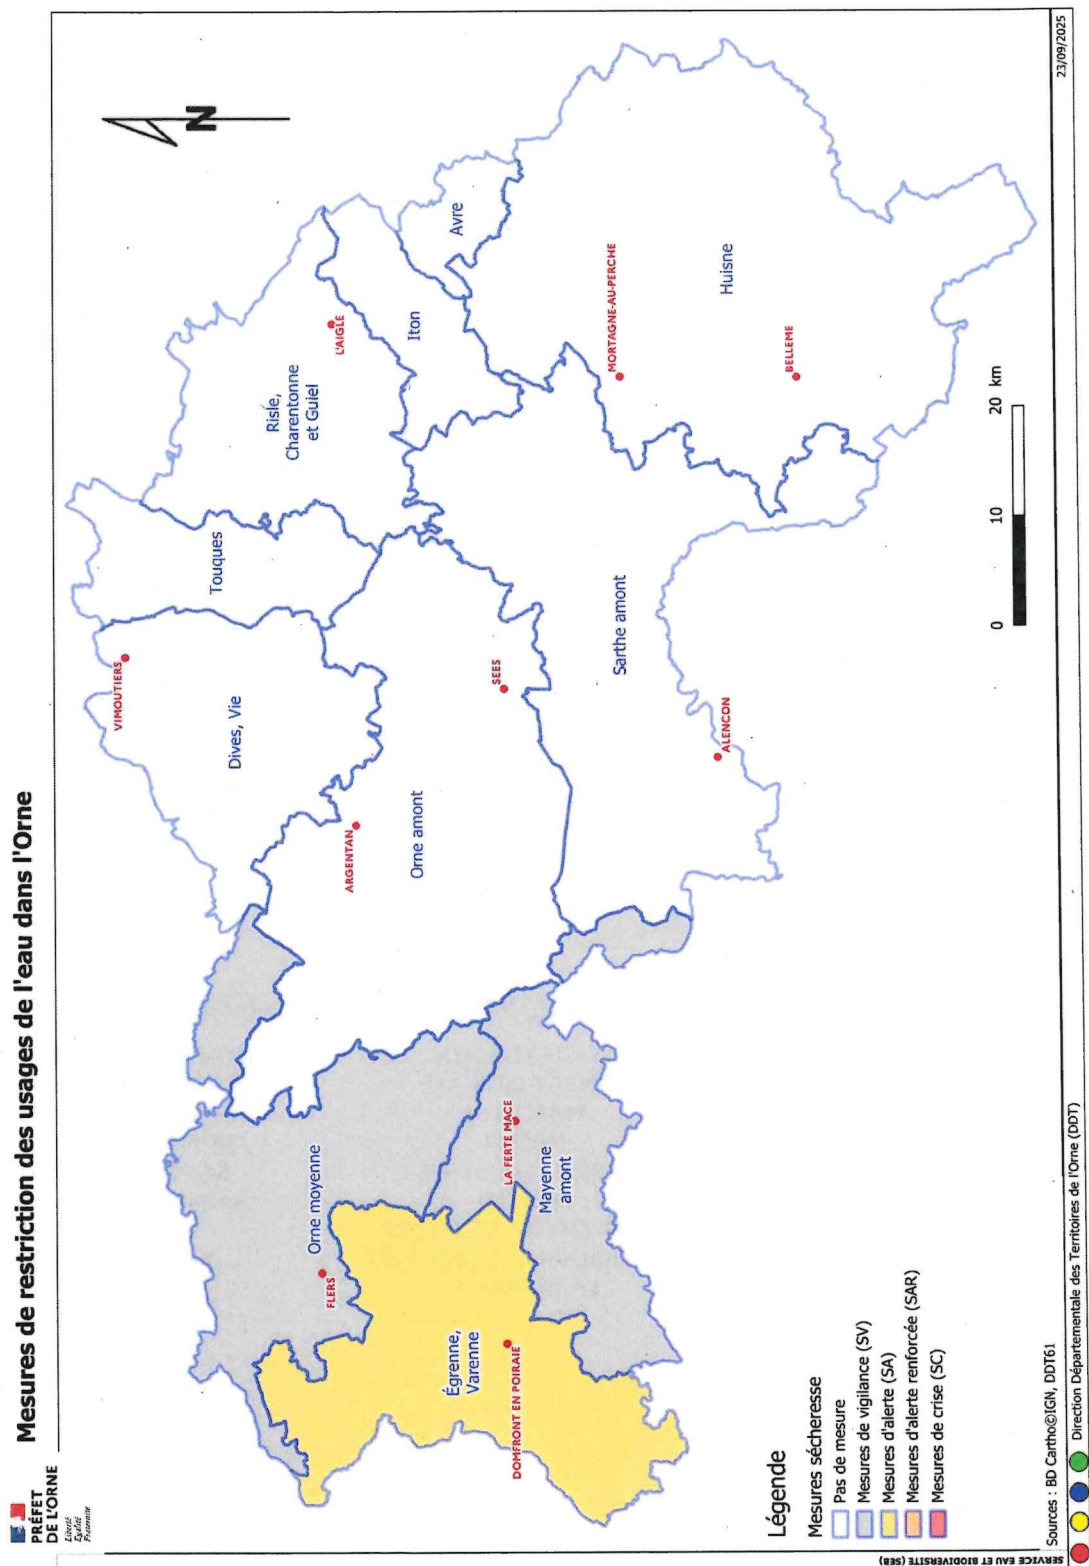 PRÉFET
DE L'ORNE
Liberté
Égalité
Fraternité
Mesures de restriction des usages de l'eau dans l'Orne
N
VIMOUTIERS
Touques
Risle,
Charentonne
et Guiel
L'AIGLE
Dives, Vie
Iton
Avre
ARGENTAN
Orne amont
SEES
Orne moyenne
FLERS
Égrenne,
Varenne
DOMFRONT EN POIRAIE
LA FERTE MACE
Mayenne
amont
Sarthe amont
ALENCON
MORTAGNE-AU-PERCHE
Huisne
BELLEME
Légende
Mesures sécheresse
Pas de mesure
Mesures de vigilance (SV)
Mesures d'alerte (SA)
Mesures d'alerte renforcée (SAR)
Mesures de crise (SC)
0 10 20 km
Sources : BD Carto©IGN, DDT61
23/09/2025
Direction Départementale des Territoires de l'Orne (DDT)
SERVICE EAU ET BIODIVERSITE (SEB)